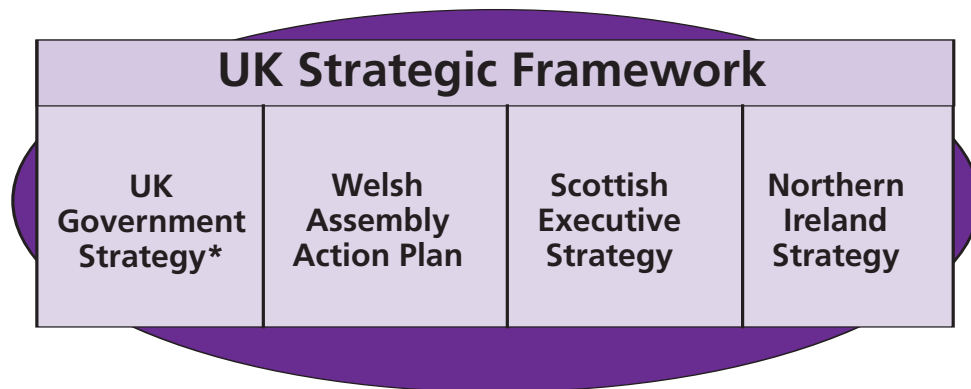 UK Strategic Framework
UK
Government
Strategy*
Welsh
Assembly
Action Plan
Scottish
Executive
Strategy
Northern
Ireland
Strategy